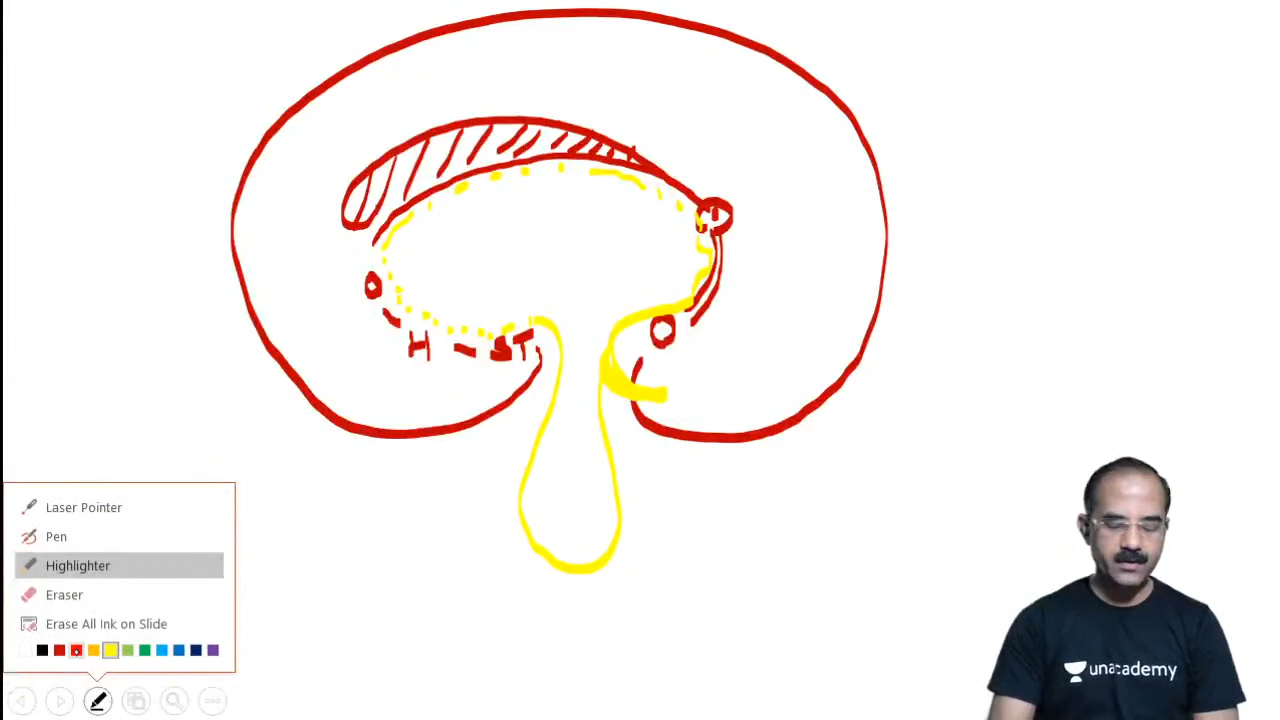 H ST
Laser Pointer
Pen
Highlighter
Eraser
Erase All Ink on Slide
unacademy